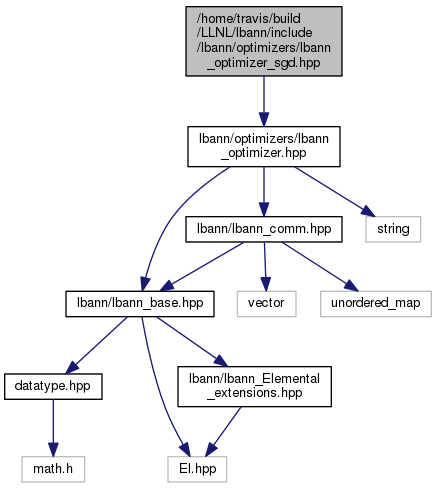 /home/travis/build
/LLNL/lbann/include
/lbann/optimizers/lbann
_optimizer_sgd.hpp
lbann/optimizers/lbann
_optimizer.hpp
lbann/lbann_comm.hpp
string
lbann/lbann_base.hpp
vector
unordered_map
datatype.hpp
lbann/lbann_Elemental
_extensions.hpp
math.h
El.hpp